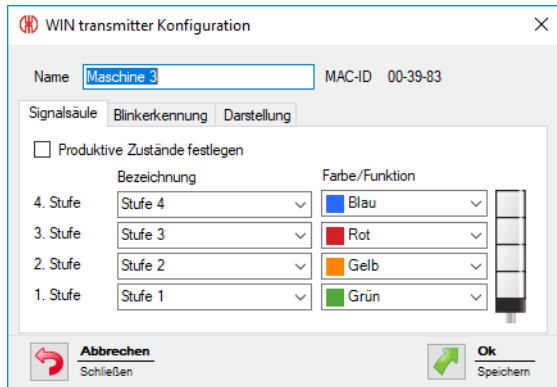 WIN transmitter Konfiguration
Name Maschine 3 MAC-ID 00-39-83
Signalsäule Blinkerkennung Darstellung
Produktive Zustände festlegen
Bezeichnung Farbe/Funktion
4. Stufe Stufe 4 Blau
3. Stufe Stufe 3 Rot
2. Stufe Stufe 2 Gelb
1. Stufe Stufe 1 Grün
Abbrechen Ok
Schließen Speichern